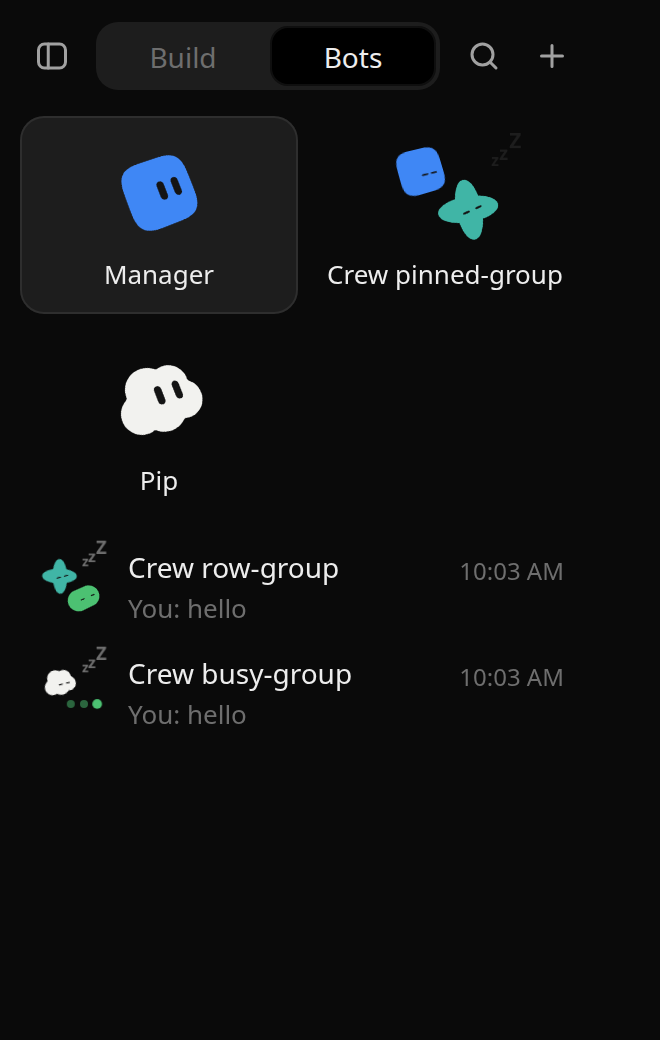 Build Bots
z z Z
Manager
Crew pinned-group
Pip
z z Z
Crew row-group 10:03 AM
You: hello
z z Z
Crew busy-group 10:03 AM
You: hello